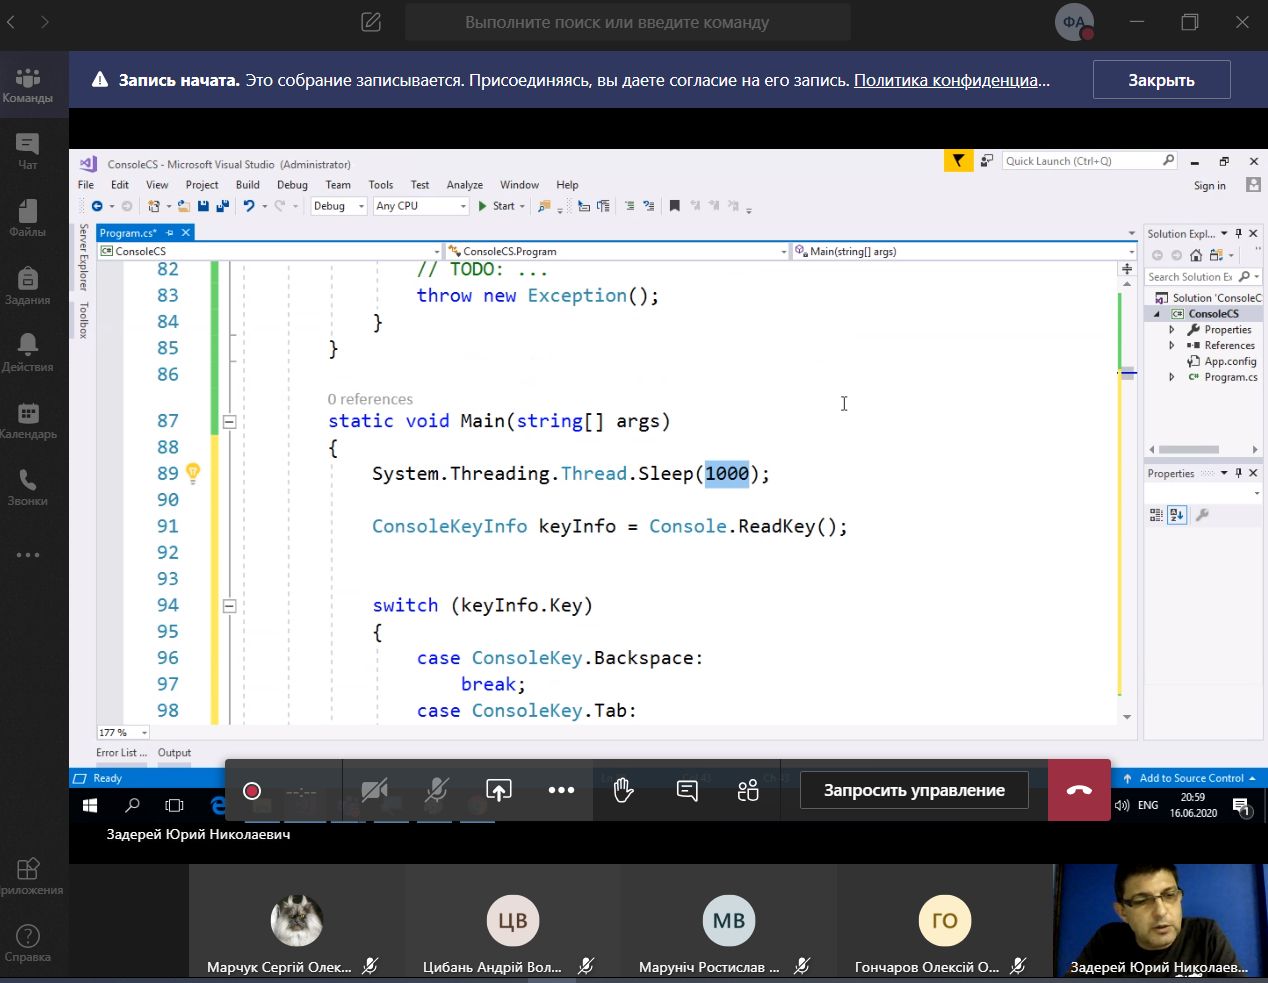 Выполните поиск или введите команду
ФА
Запись начата. Это собрание записывается. Присоединяясь, вы даете согласие на его запись. Политика конфиденциа...
Закрыть
Команды
Чат
Файлы
Задания
Действия
Календарь
Звонки
риложения
Справка
ConsoleCS - Microsoft Visual Studio (Administrator)
Quick Launch (Ctrl+Q)
File Edit View Project Build Debug Team Tools Test Analyze Window Help
Sign in
Debug Any CPU Start
Server Explorer
Toolbox
Program.cs*
ConsoleCS ConsoleCS.Program Main(string[] args)
82 // TODO: ...
83 throw new Exception();
84 }
85 }
86
0 references
87 static void Main(string[] args)
88 {
89 System.Threading.Thread.Sleep(1000);
90
91 ConsoleKeyInfo keyInfo = Console.ReadKey();
92
93
94 switch (keyInfo.Key)
95 {
96 case ConsoleKey.Backspace:
97 break;
98 case ConsoleKey.Tab:
177 %
Error List ... Output
Ready
Solution Expl...
Search Solution Ex
Solution 'ConsoleC
ConsoleCS
Properties
References
App.config
Program.cs
Properties
Запросить управление
Add to Source Control
ENG
20:59
16.06.2020
1
Задерей Юрий Николаевич
ЦВ
МВ
ГО
Марчук Сергій Олек...
Цибань Андрій Вол...
Маруніч Ростислав ...
Гончаров Олексій О...
Задерей Юрий Николаев...